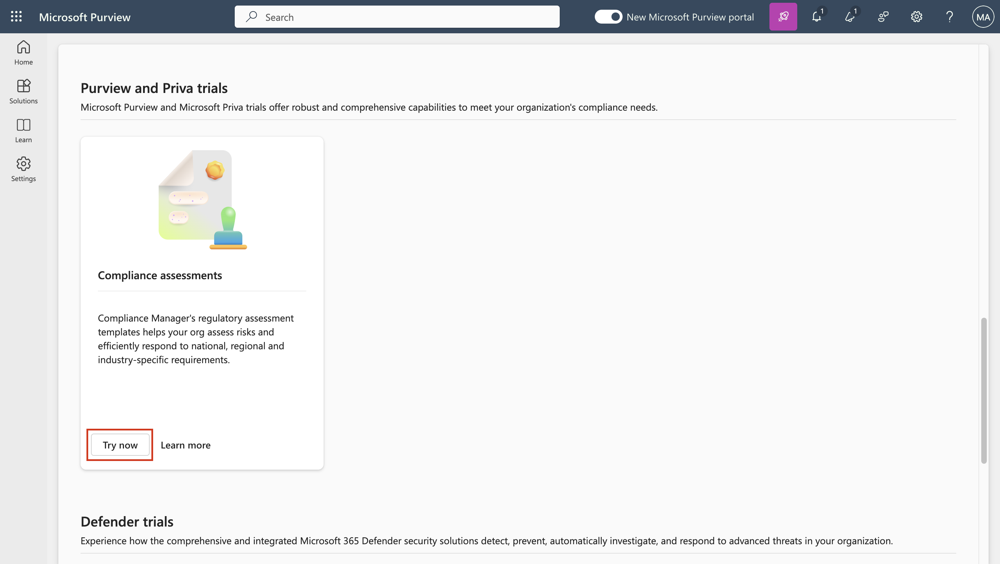 Microsoft Purview
Search
New Microsoft Purview portal
1
1
MA
Home
Solutions
Learn
Settings
Purview and Priva trials
Microsoft Purview and Microsoft Priva trials offer robust and comprehensive capabilities to meet your organization's compliance needs.
Compliance assessments
Compliance Manager's regulatory assessment
templates helps your org assess risks and
efficiently respond to national, regional and
industry-specific requirements.
Try now
Learn more
Defender trials
Experience how the comprehensive and integrated Microsoft 365 Defender security solutions detect, prevent, automatically investigate, and respond to advanced threats in your organization.